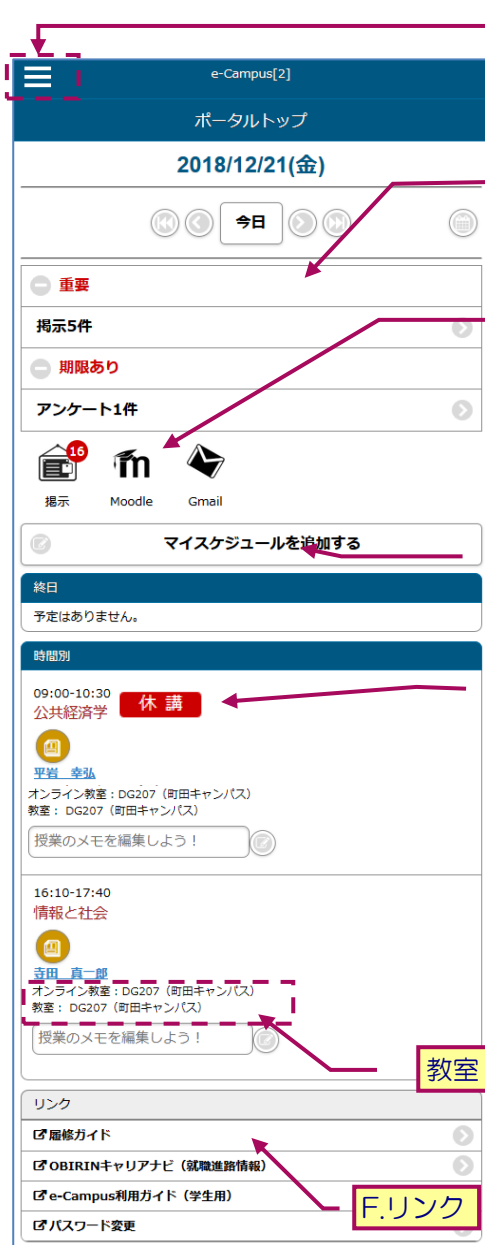 e-Campus[2]
ポータルトップ
2018/12/21(金)
今日
重要
掲示5件
期限あり
アンケート1件
16
掲示 Moodle Gmail
マイスケジュールを追加する
終日
予定はありません。
時間別
09:00-10:30
公共経済学 休講
平岩 幸弘
オンライン教室：DG207（町田キャンパス）
教室： DG207（町田キャンパス）
授業のメモを編集しよう！
16:10-17:40
情報と社会
寺田 真一郎
オンライン教室：DG207（町田キャンパス）
教室： DG207（町田キャンパス）
授業のメモを編集しよう！
教室
リンク
履修ガイド
OBIRINキャリアナビ（就職進路情報）
e-Campus利用ガイド（学生用）
F.リンク
パスワード変更